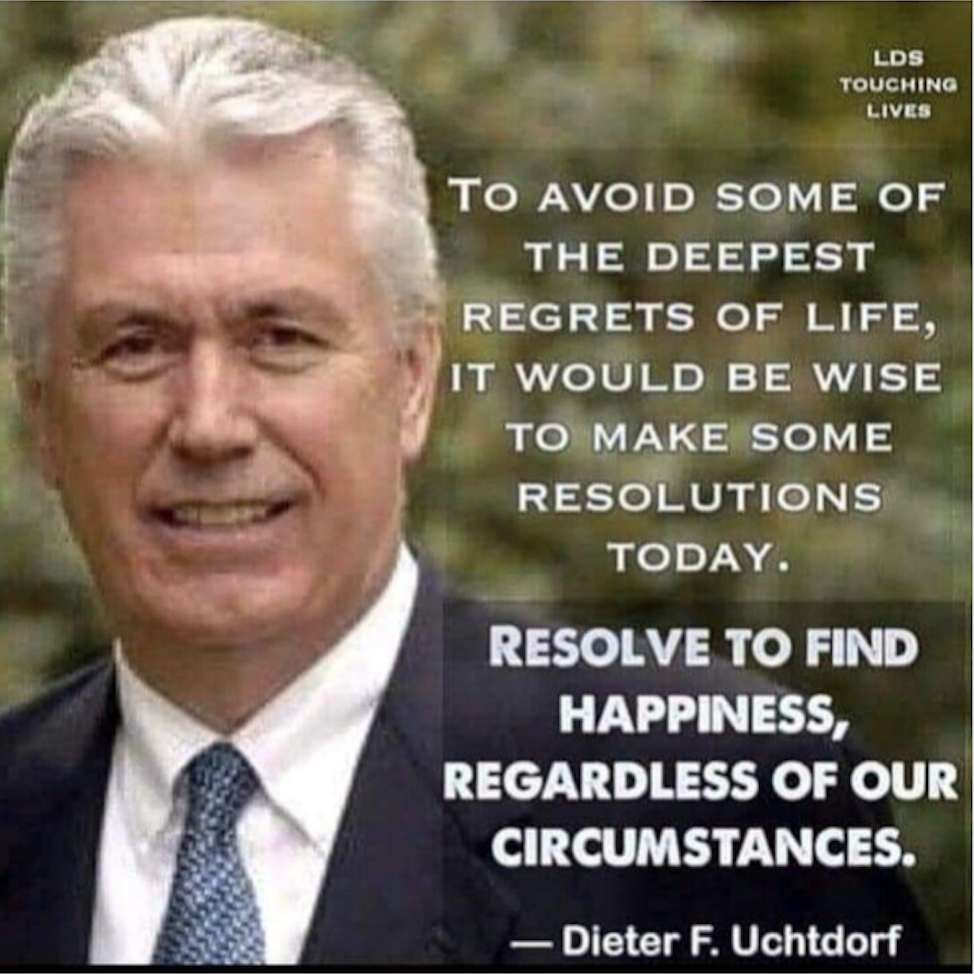 LDS
TOUCHING
LIVES
TO AVOID SOME OF
THE DEEPEST
REGRETS OF LIFE,
IT WOULD BE WISE
TO MAKE SOME
RESOLUTIONS
TODAY.
RESOLVE TO FIND
HAPPINESS,
REGARDLESS OF OUR
CIRCUMSTANCES.
— Dieter F. Uchtdorf